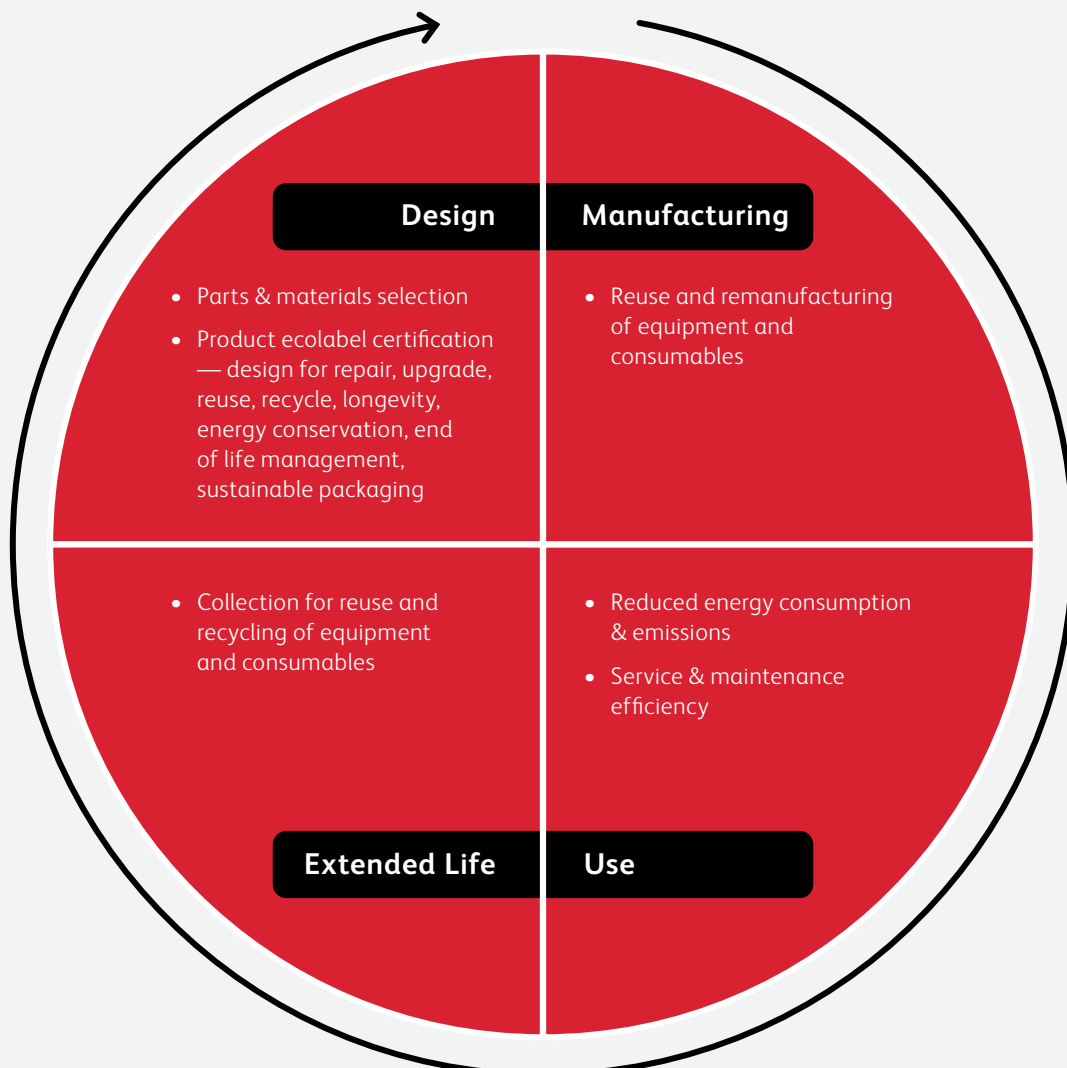 Design
• Parts & materials selection
• Product ecolabel certification
— design for repair, upgrade,
reuse, recycle, longevity,
energy conservation, end
of life management,
sustainable packaging
Manufacturing
• Reuse and remanufacturing
of equipment and
consumables
• Collection for reuse and
recycling of equipment
and consumables
Extended Life
• Reduced energy consumption
& emissions
• Service & maintenance
efficiency
Use